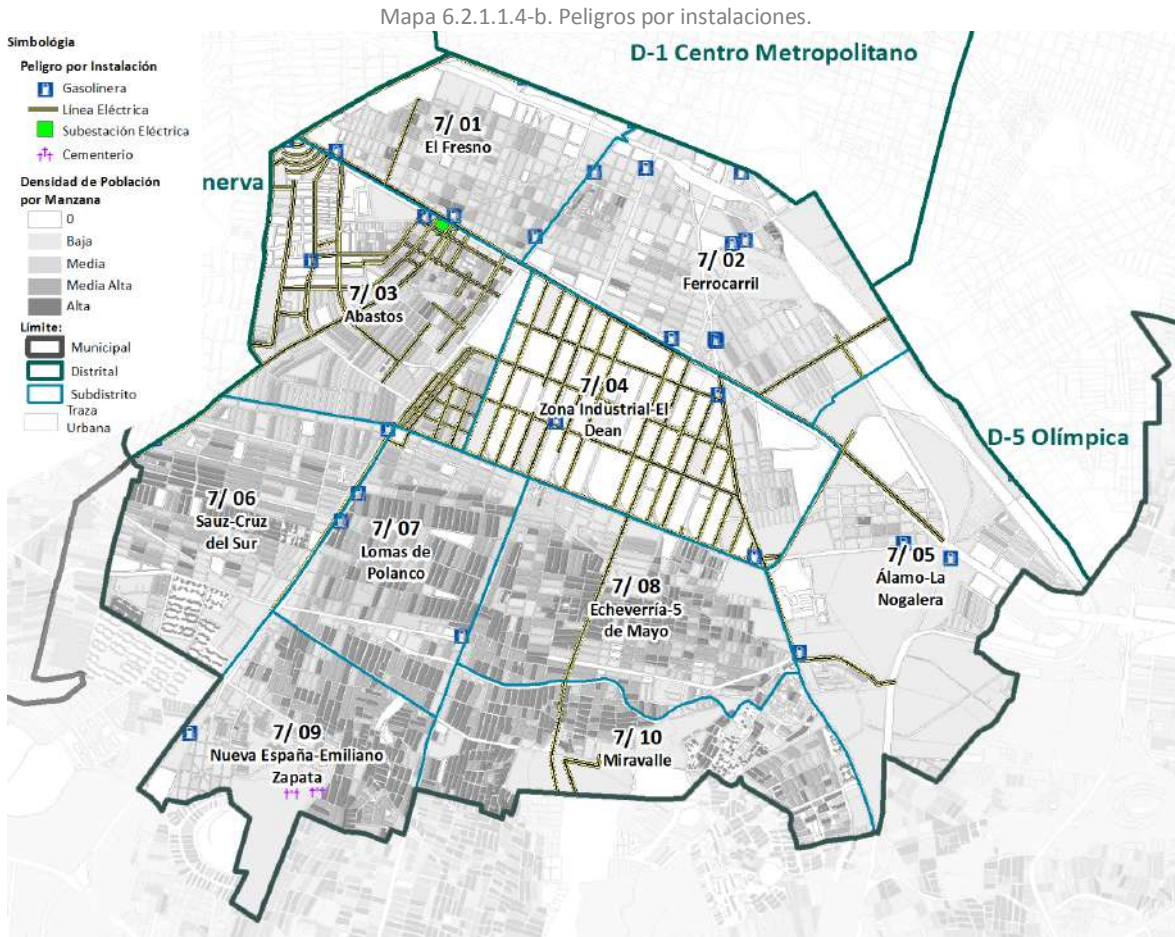 Mapa 6.2.1.1.4-b. Peligros por instalaciones.
Simbológia
Peligro por Instalación
Gasolínera
Línea Eléctrica
Subestación Eléctrica
Cementerio
Densidad de Población
por Manzana
0
Baja
Media
Media Alta
Alta
Límite:
Municipal
Distrital
Subdistrito
Traza
Urbana
D-1 Centro Metropolitano
nerva
D-5 Olímpica
7/ 01
El Fresno
7/ 02
Ferrocarril
7/ 03
Abastos
7/ 04
Zona Industrial-El
Dean
7/ 05
Álamo-La
Nogalera
7/ 06
Sauz-Cruz
del Sur
7/ 07
Lomas de
Polanco
7/ 08
Echeverría-5
de Mayo
7/ 09
Nueva España-Emiliano
Zapata
7/ 10
Miravalle